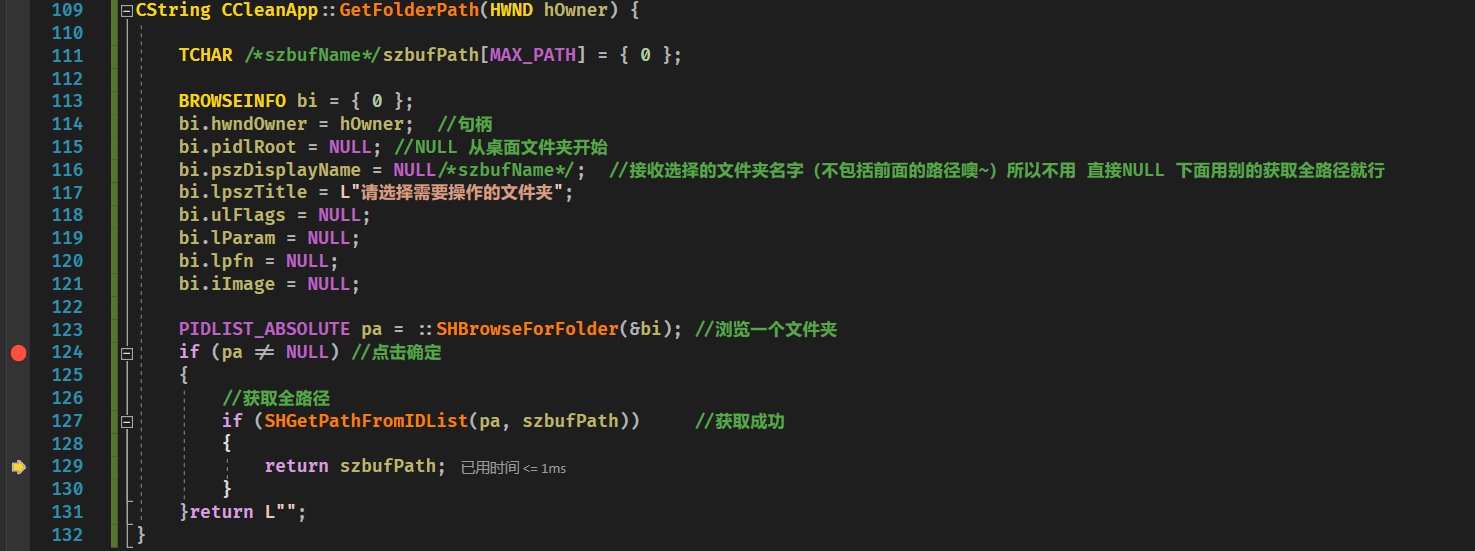 109 CString CCleanApp::GetFolderPath(HWND hOwner) {
110
111 TCHAR /*szbufName*/szbufPath[MAX_PATH] = { 0 };
112
113 BROWSEINFO bi = { 0 };
114 bi.hwndOwner = hOwner; //句柄
115 bi.pidlRoot = NULL; //NULL 从桌面文件夹开始
116 bi.pszDisplayName = NULL/*szbufName*/; //接收选择的文件夹名字（不包括前面的路径噢~）所以不用 直接NULL 下面用别的获取全路径就行
117 bi.lpszTitle = L"请选择需要操作的文件夹";
118 bi.ulFlags = NULL;
119 bi.lParam = NULL;
120 bi.lpfn = NULL;
121 bi.iImage = NULL;
122
123 PIDLIST_ABSOLUTE pa = ::SHBrowseForFolder(&bi); //浏览一个文件夹
124 if (pa != NULL) //点击确定
125 {
126 //获取全路径
127 if (SHGetPathFromIDList(pa, szbufPath)) //获取成功
128 {
129 return szbufPath; 已用时间 <= 1ms
130 }
131 }return L"";
132 }